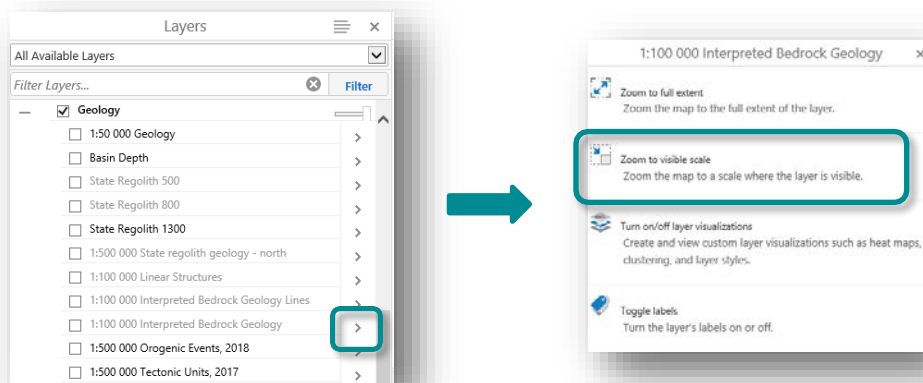 Layers
All Available Layers
Filter Layers...
Filter
Geology
1:50 000 Geology
Basin Depth
State Regolith 500
State Regolith 800
State Regolith 1300
1:500 000 State regolith geology - north
1:100 000 Linear Structures
1:100 000 Interpreted Bedrock Geology Lines
1:100 000 Interpreted Bedrock Geology
1:500 000 Orogenic Events, 2018
1:500 000 Tectonic Units, 2017
1:100 000 Interpreted Bedrock Geology
Zoom to full extent
Zoom the map to the full extent of the layer.
Zoom to visible scale
Zoom the map to a scale where the layer is visible.
Turn on/off layer visualizations
Create and view custom layer visualizations such as heat maps,
clustering, and layer styles.
Toggle labels
Turn the layer's labels on or off.